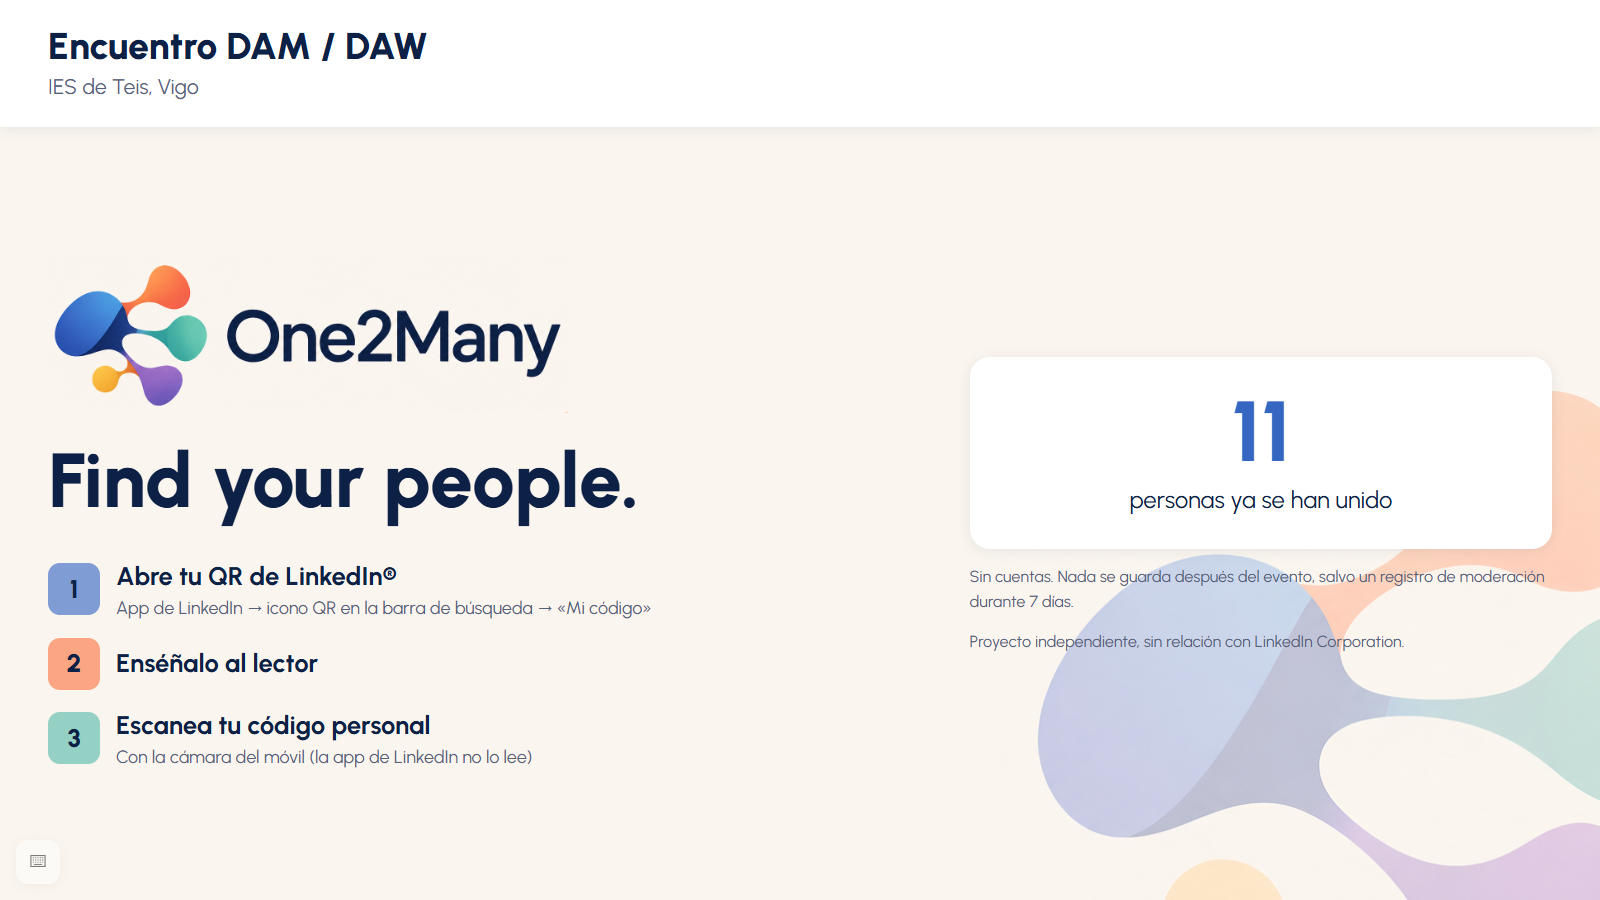 Encuentro DAM / DAW
IES de Teis, Vigo
One2Many
Find your people.
1
Abre tu QR de LinkedIn®
App de LinkedIn → icono QR en la barra de búsqueda → «Mi código»
2
Enséñalo al lector
3
Escanea tu código personal
Con la cámara del móvil (la app de LinkedIn no lo lee)
11
personas ya se han unido
Sin cuentas. Nada se guarda después del evento, salvo un registro de moderación
durante 7 días.
Proyecto independiente, sin relación con LinkedIn Corporation.